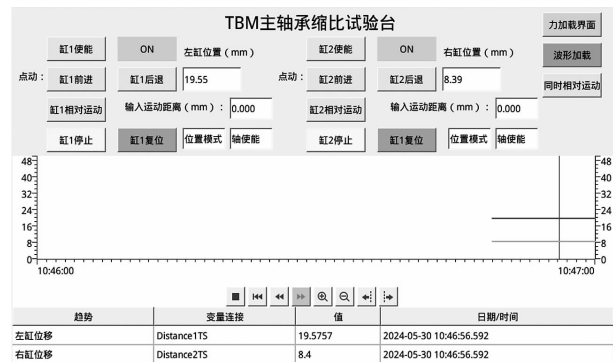 TBM主轴承缩比试验台
力加载界面
缸1使能 ON 左缸位置（mm） 缸2使能 ON 右缸位置（mm） 波形加载
点动： 缸1前进 缸1后退 19.55 点动： 缸2前进 缸2后退 8.39 同时相对运动
缸1相对运动 输入运动距离（mm）： 0.000 缸2相对运动 输入运动距离（mm）： 0.000
缸1停止 缸1复位 位置模式 轴使能 缸2停止 缸1复位 位置模式 轴使能
48 48
40 40
32 32
24 24
16 16
8 8
0 0
10:46:00 10:47:00
趋势 变量连接 值 日期/时间
左缸位移 Distance1TS 19.5757 2024-05-30 10:46:56.592
右缸位移 Distance2TS 8.4 2024-05-30 10:46:56.592